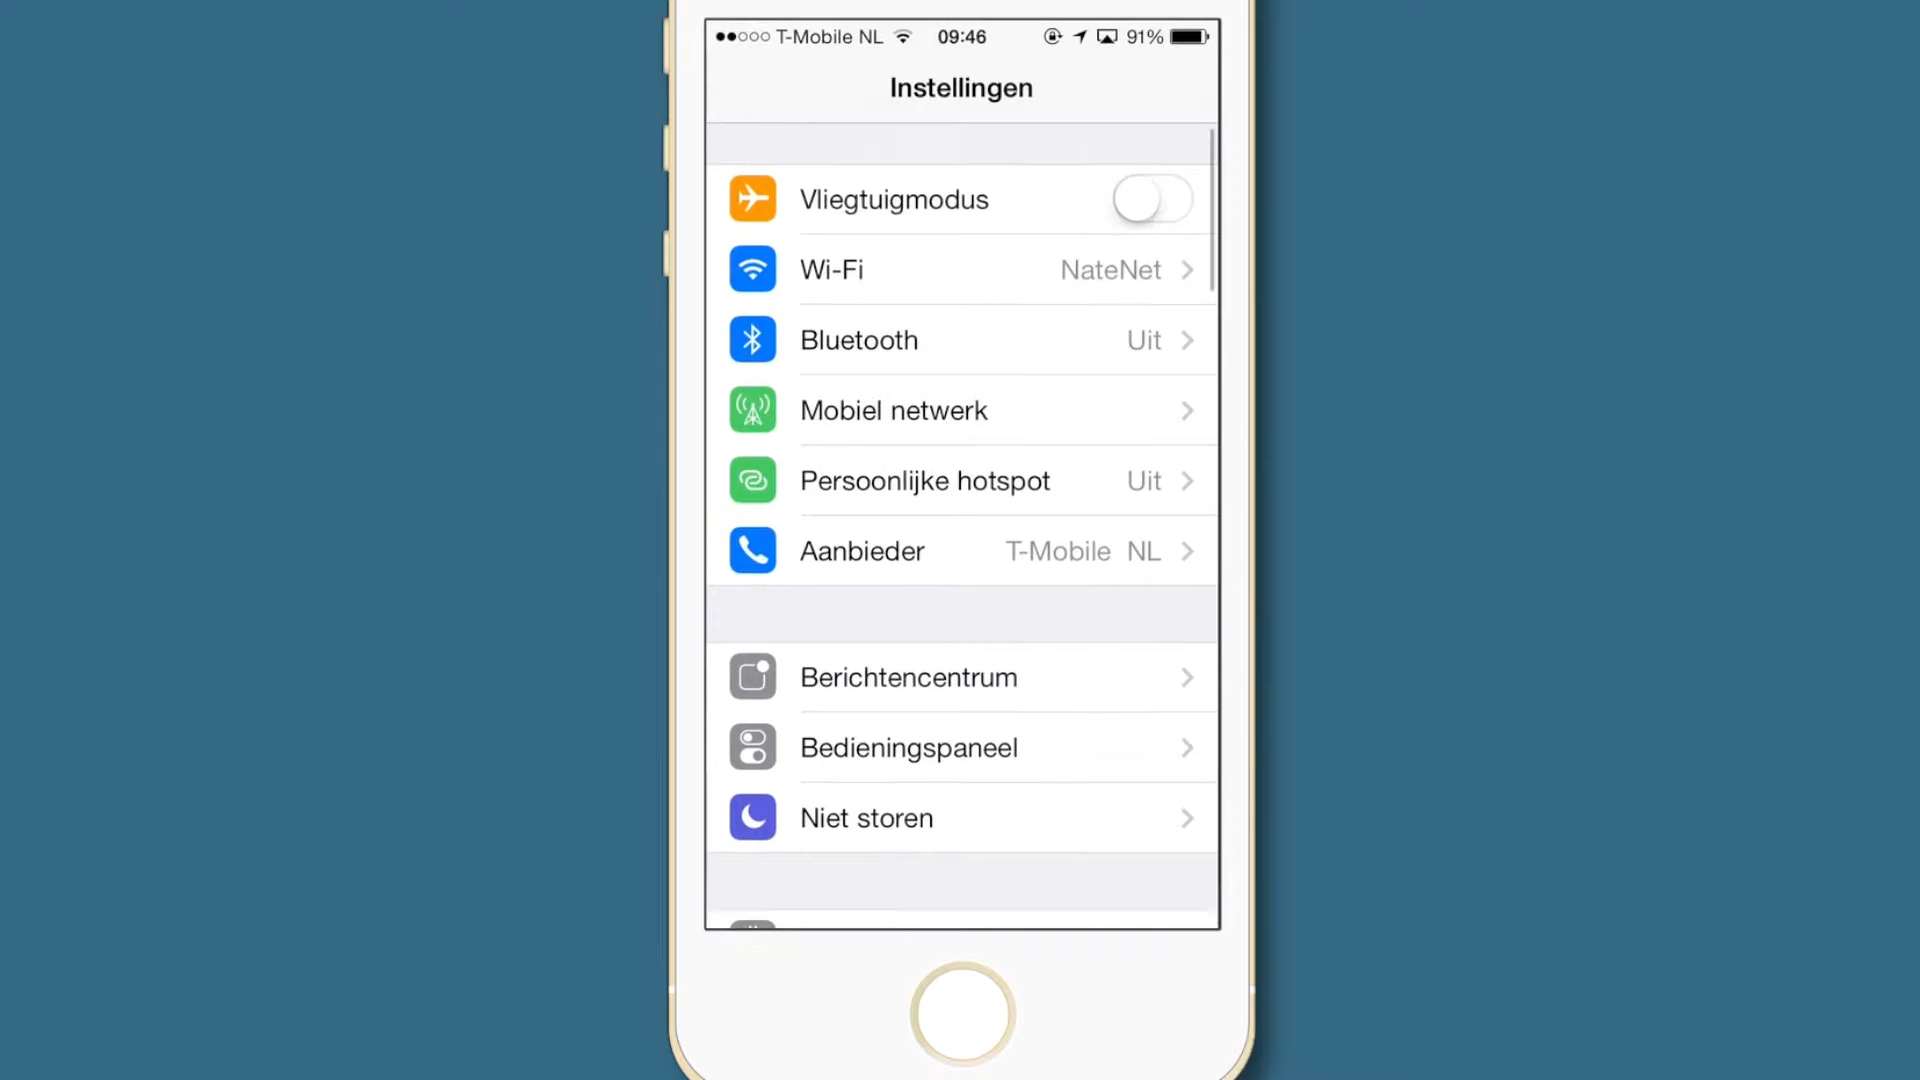 T-Mobile NL 09:46 91%
Instellingen
Vliegtuigmodus
Wi-Fi NateNet
Bluetooth Uit
Mobiel netwerk
Persoonlijke hotspot Uit
Aanbieder T-Mobile NL
Berichtencentrum
Bedieningspaneel
Niet storen